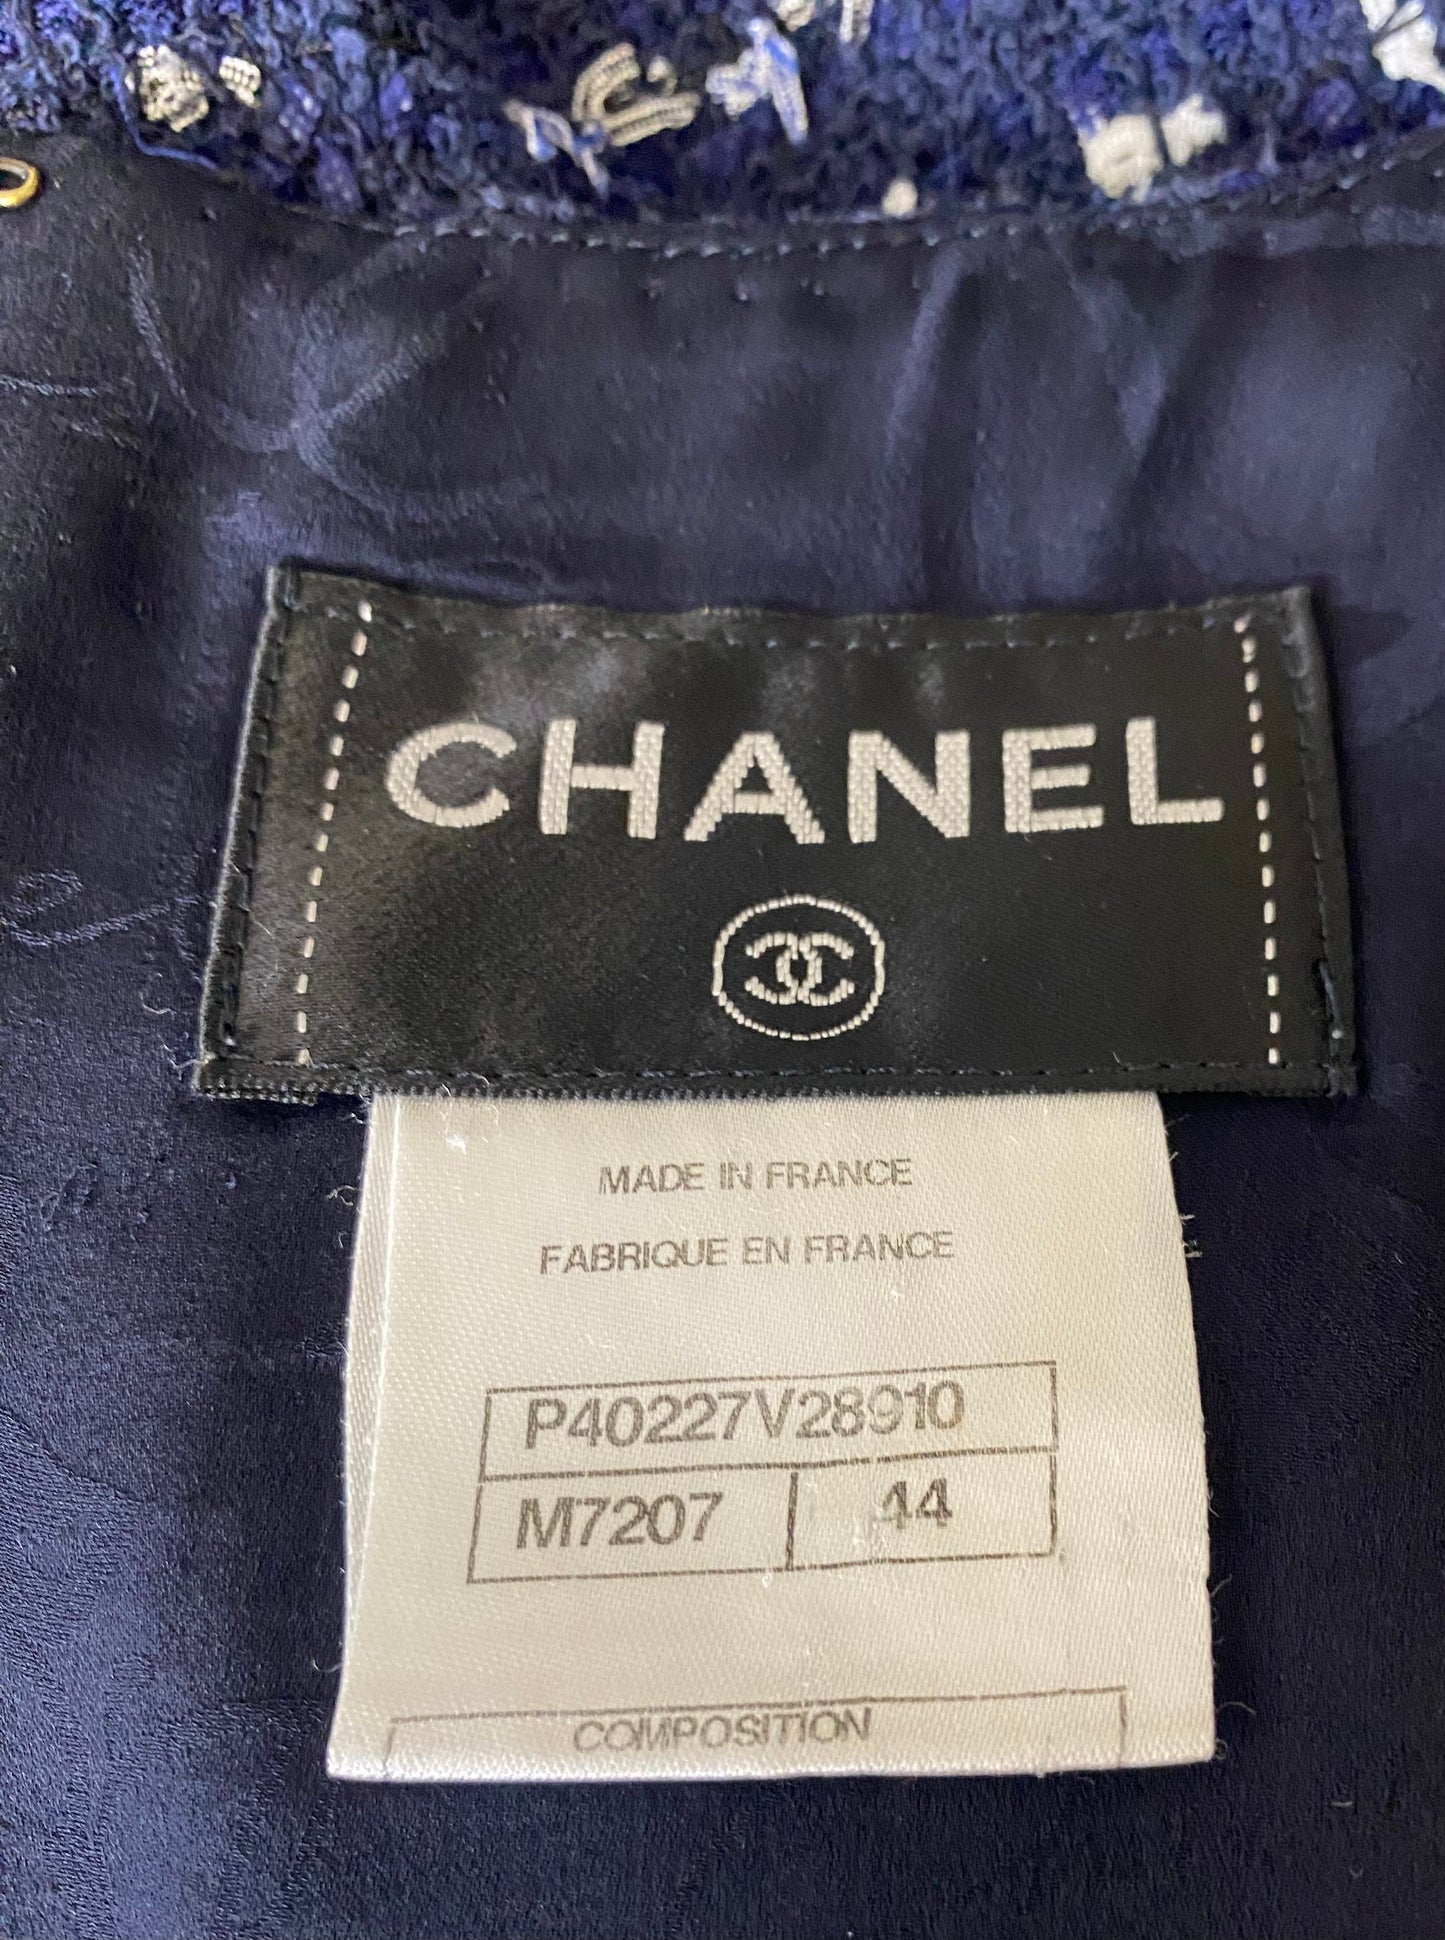 CHANEL
MADE IN FRANCE
FABRIQUE EN FRANCE
P40227V28910
M7207 44
COMPOSITION